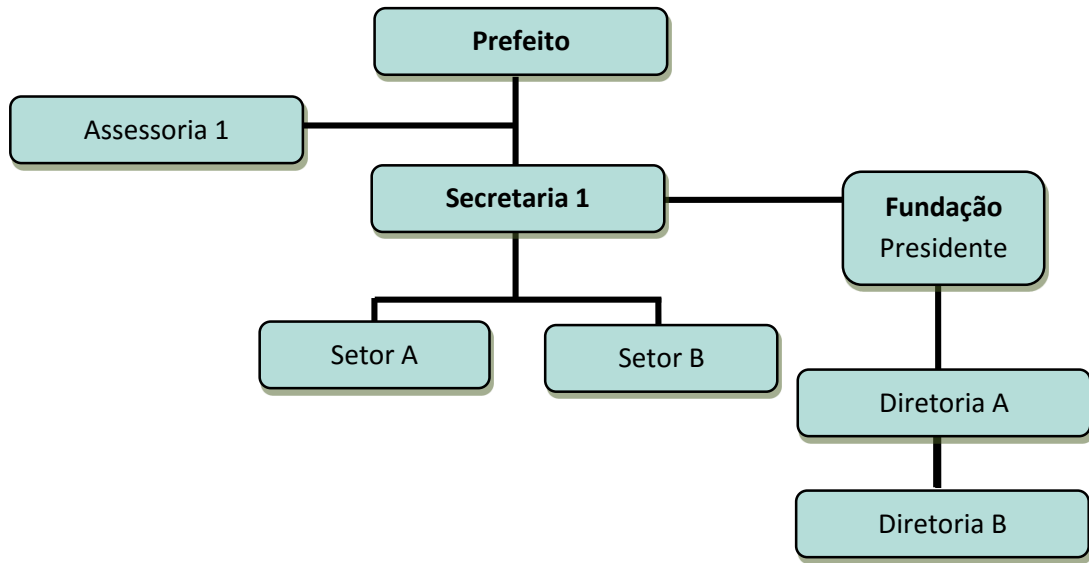 Prefeito
Assessoria 1
Secretaria 1
Fundação
Presidente
Setor A
Setor B
Diretoria A
Diretoria B